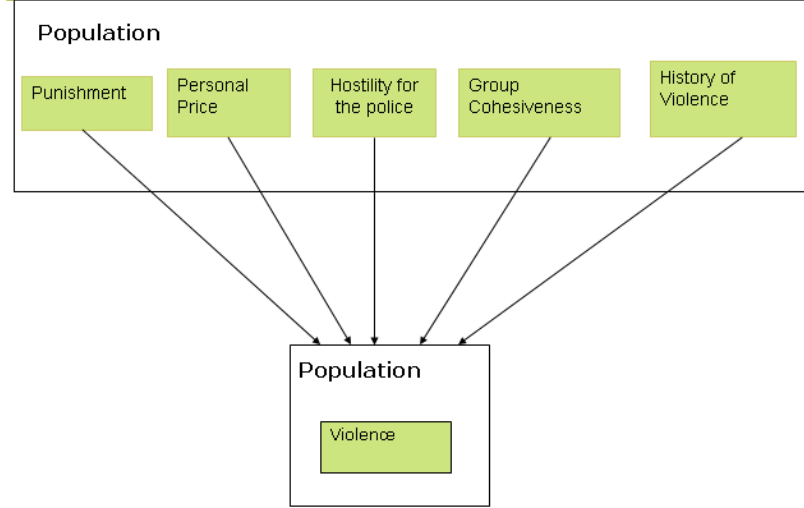 Population
Punishment
Personal
Price
Hostility for
the police
Group
Cohesiveness
History of
Violence
Population
Violence